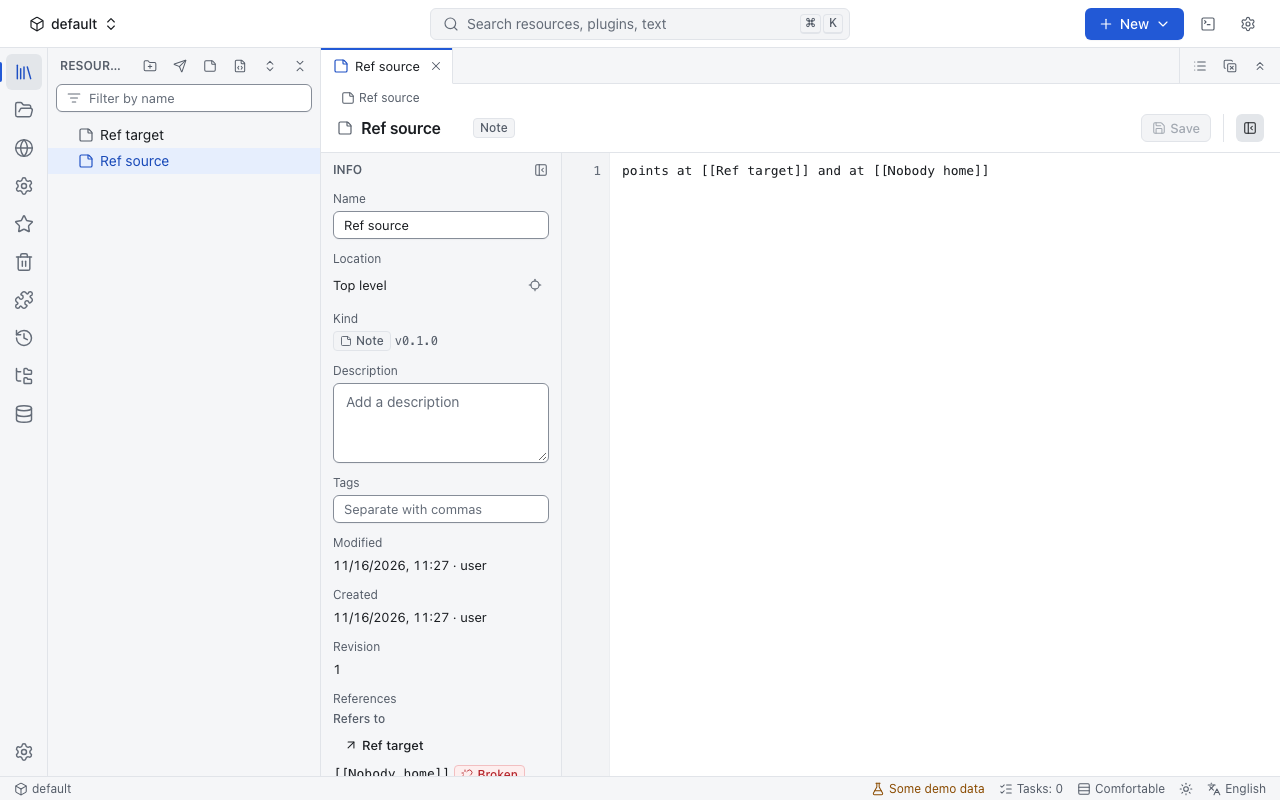 default
Search resources, plugins, text
⌘ K
New
RESOUR...
Filter by name
Ref target
Ref source
Ref source
Ref source
Ref source
Note
Save
INFO
Name
Ref source
Location
Top level
Kind
Note v0.1.0
Description
Add a description
Tags
Separate with commas
Modified
11/16/2026, 11:27 · user
Created
11/16/2026, 11:27 · user
Revision
1
References
Refers to
Ref target
[[Nobody home]] Broken
1 points at [[Ref target]] and at [[Nobody home]]
default
Some demo data
Tasks: 0
Comfortable
English